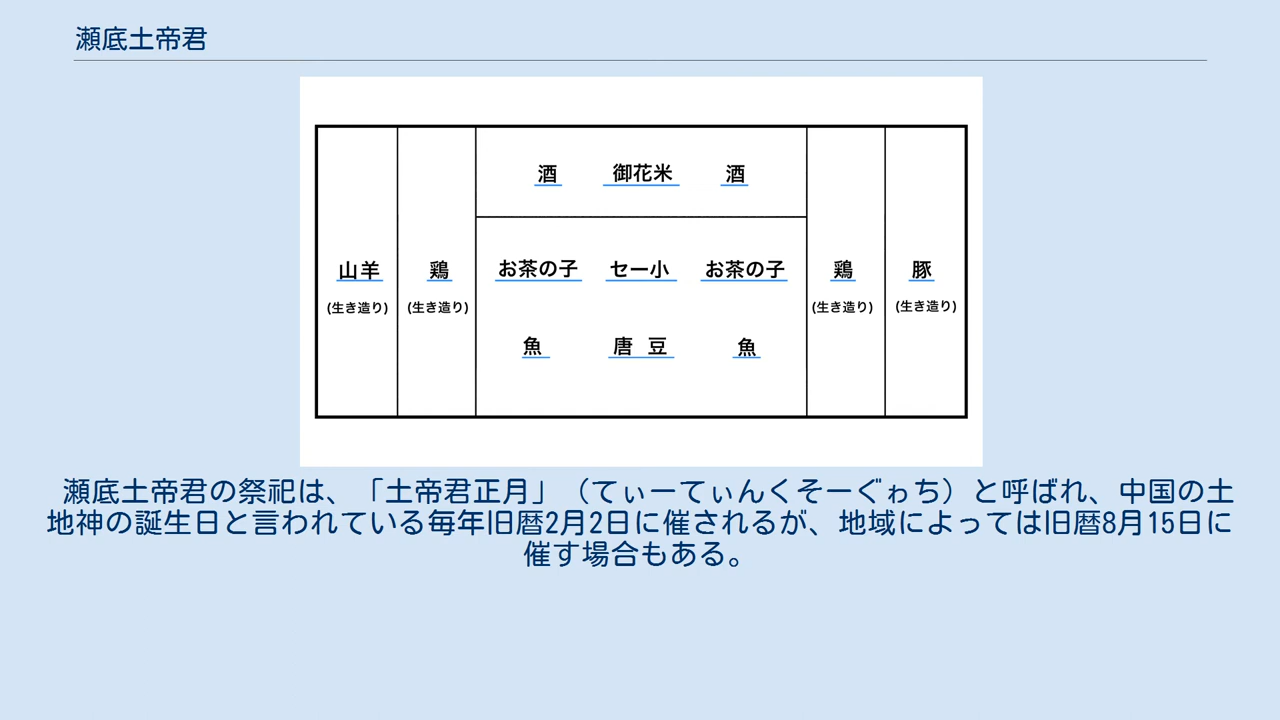 瀬底土帝君
酒 御花米 酒
山羊 鶏 お茶の子 セー小 お茶の子 鶏 豚
(生き造り) (生き造り) (生き造り) (生き造り)
魚 唐 豆 魚
瀬底土帝君の祭祀は、「土帝君正月」（てぃーてぃんくそーぐゎち）と呼ばれ、中国の土
地神の誕生日と言われている毎年旧暦2月2日に催されるが、地域によっては旧暦8月15日に
催す場合もある。